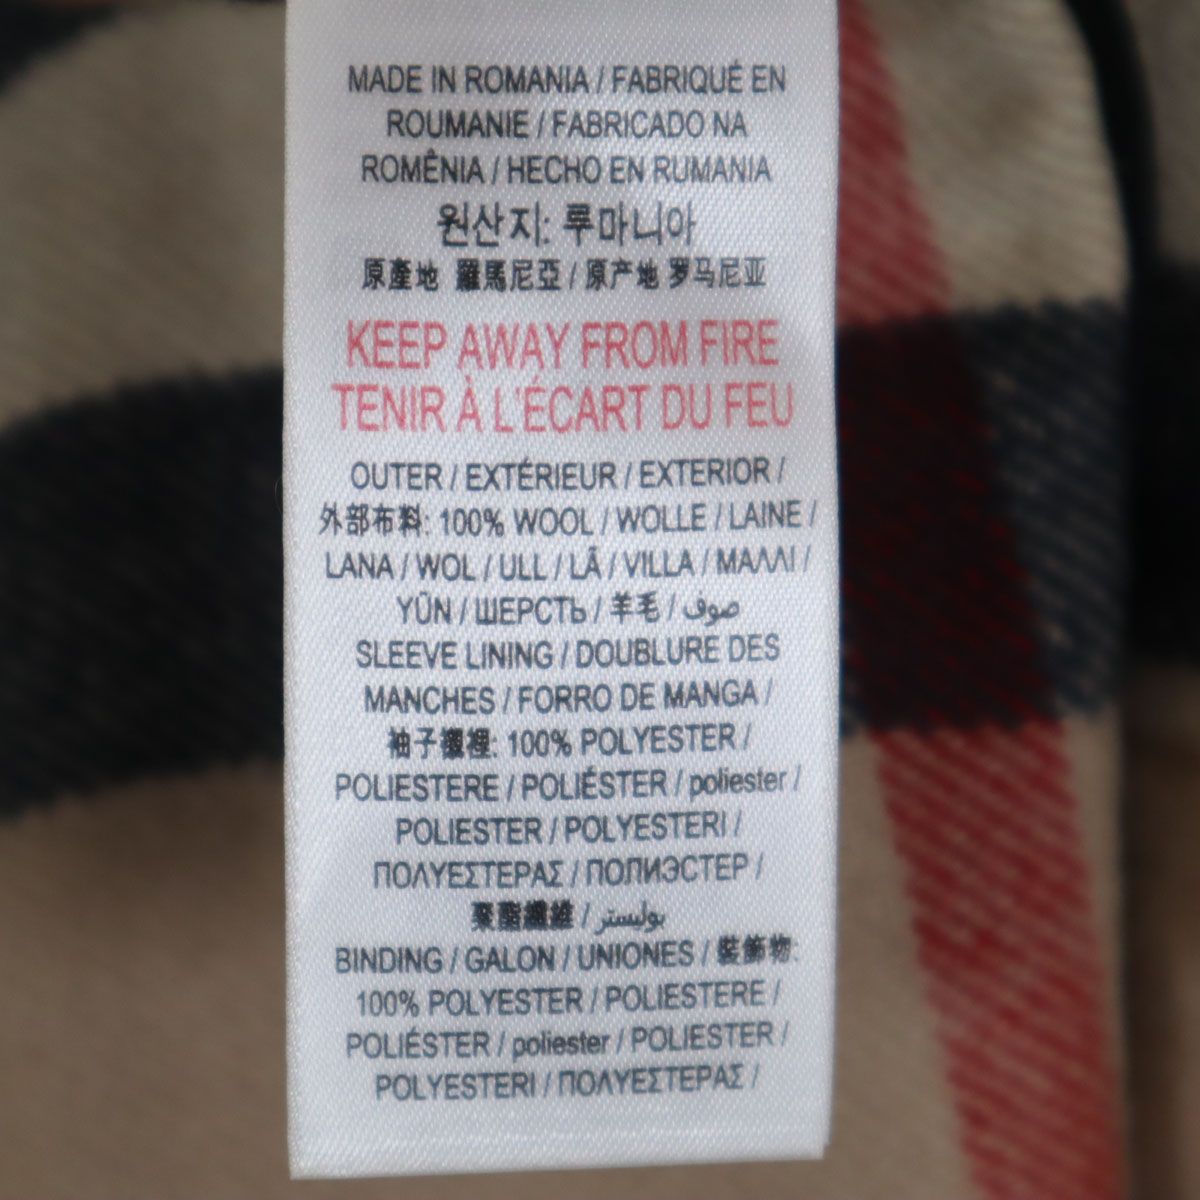 MADE IN ROMANIA / FABRIQUÉ EN
ROUMANIE / FABRICADO NA
ROMÊNIA / HECHO EN RUMANIA
원산지: 루마니아
原產地 羅馬尼亞 / 原产地 罗马尼亚
KEEP AWAY FROM FIRE
TENIR À L'ÉCART DU FEU
OUTER / EXTÉRIEUR / EXTERIOR /
外部布料: 100% WOOL / WOLLE / LAINE /
LANA / WOL / ULL / LÃ / VILLA / ΜΑΛΛΙ /
YŪN / ШЕРСТЬ / 羊毛 / صوف
SLEEVE LINING / DOUBLURE DES
MANCHES / FORRO DE MANGA /
袖子襯裡: 100% POLYESTER /
POLIESTERE / POLIÉSTER / poliester /
POLIESTER / POLYESTERI /
ΠΟΛΥΕΣΤΕΡΑΣ / ПОЛИЭСТЕР /
聚酯纖維 / بوليستر
BINDING / GALON / UNIONES / 裝飾物:
100% POLYESTER / POLIESTERE /
POLIÉSTER / poliester / POLIESTER /
POLYESTERI / ΠΟΛΥΕΣΤΕΡΑΣ /